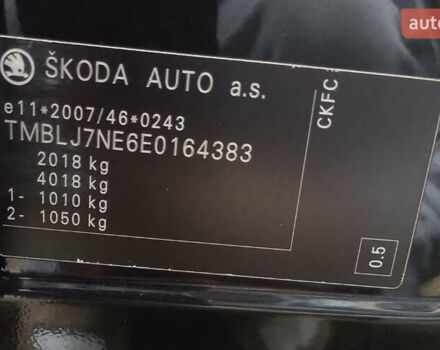 ŠKODA AUTO a.s.
e11*2007/46*0243
TMBLJ7NE6E0164383
2018 kg
4018 kg
1- 1010 kg
2- 1050 kg
CKFC
0.5
auto